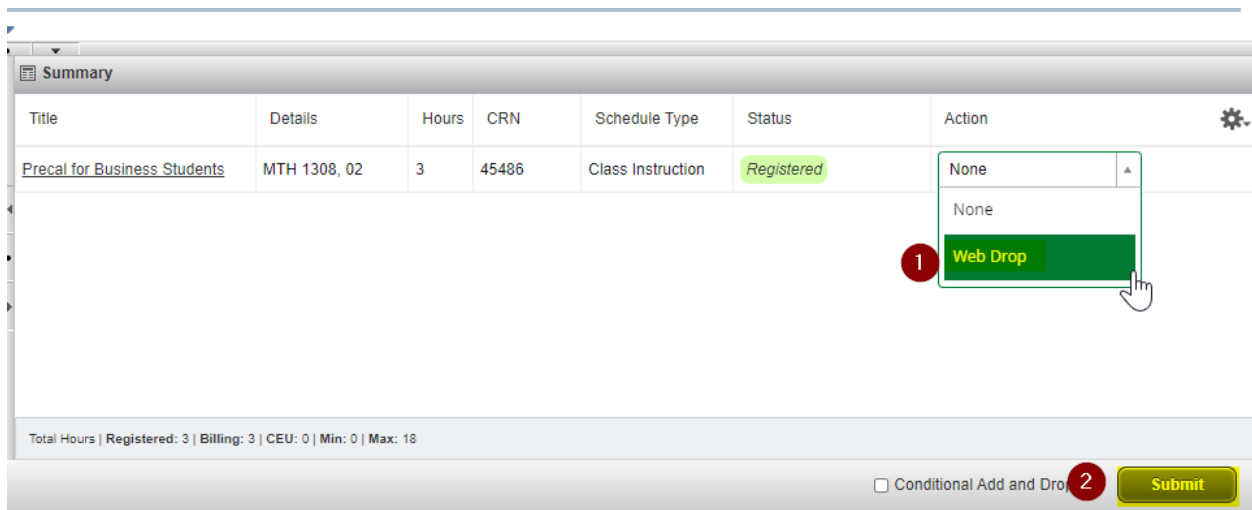 Summary
Title Details Hours CRN Schedule Type Status Action
Precal for Business Students MTH 1308, 02 3 45486 Class Instruction Registered None
None
1 Web Drop
Total Hours | Registered: 3 | Billing: 3 | CEU: 0 | Min: 0 | Max: 18
Conditional Add and Dro 2 Submit